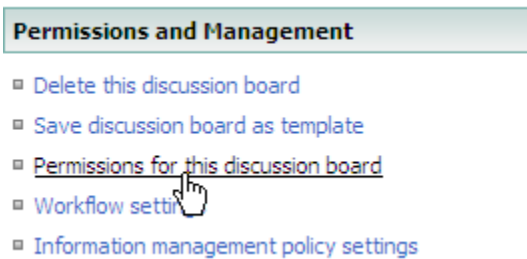 Permissions and Management
Delete this discussion board
Save discussion board as template
Permissions for this discussion board
Workflow
Information management policy settings